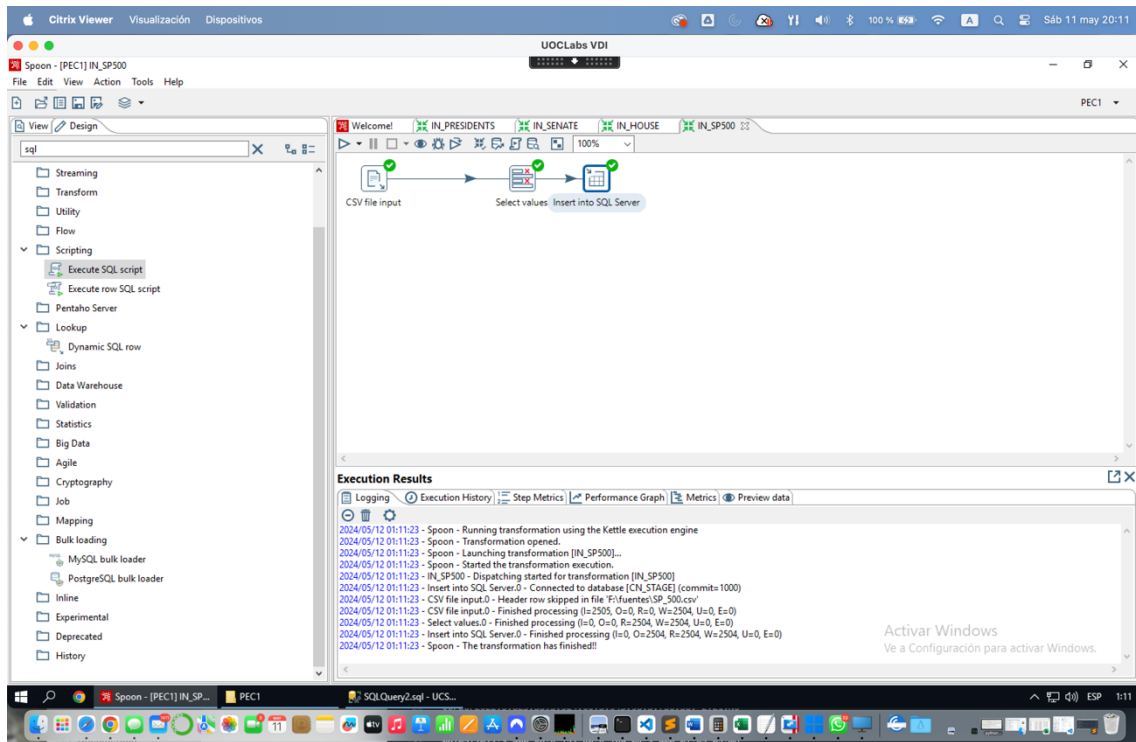 Citrix Viewer Visualización Dispositivos 100 % A Sáb 11 may 20:11
UOCLabs VDI
Spoon - [PEC1] IN_SP500
File Edit View Action Tools Help
PEC1
View Design
sql
Streaming
Transform
Utility
Flow
Scripting
Execute SQL script
Execute row SQL script
Pentaho Server
Lookup
Dynamic SQL row
Joins
Data Warehouse
Validation
Statistics
Big Data
Agile
Cryptography
Job
Mapping
Bulk loading
MySQL bulk loader
PostgreSQL bulk loader
Inline
Experimental
Deprecated
History
Welcome! IN_PRESIDENTS IN_SENATE IN_HOUSE IN_SP500
100%
CSV file input Select values Insert into SQL Server
Execution Results
Logging Execution History Step Metrics Performance Graph Metrics Preview data
2024/05/12 01:11:23 - Spoon - Running transformation using the Kettle execution engine
2024/05/12 01:11:23 - Spoon - Transformation opened.
2024/05/12 01:11:23 - Spoon - Launching transformation [IN_SP500]...
2024/05/12 01:11:23 - Spoon - Started the transformation execution.
2024/05/12 01:11:23 - IN_SP500 - Dispatching started for transformation [IN_SP500]
2024/05/12 01:11:23 - Insert into SQL Server.0 - Connected to database [CN_STAGE] (commit=1000)
2024/05/12 01:11:23 - CSV file input.0 - Header row skipped in file 'F:\fuentes\SP_500.csv'
2024/05/12 01:11:23 - CSV file input.0 - Finished processing (I=2505, O=0, R=0, W=2504, U=0, E=0)
2024/05/12 01:11:23 - Select values.0 - Finished processing (I=0, O=0, R=2504, W=2504, U=0, E=0)
2024/05/12 01:11:23 - Insert into SQL Server.0 - Finished processing (I=0, O=2504, R=2504, W=2504, U=0, E=0)
2024/05/12 01:11:23 - Spoon - The transformation has finished!!
Activar Windows
Ve a Configuración para activar Windows.
Spoon - [PEC1] IN_SP... PEC1 SQLQuery2.sql - UCS... ESP 1:11